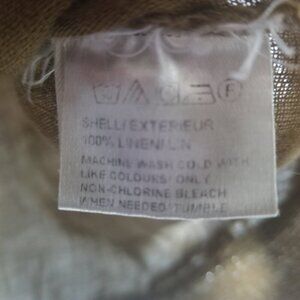 SHELL/EXTERIEUR
100% LINEN/LIN
MACHINE WASH COLD WITH
LIKE COLOURS/ ONLY
NON-CHLORINE BLEACH
WHEN NEEDED/TUMBLE